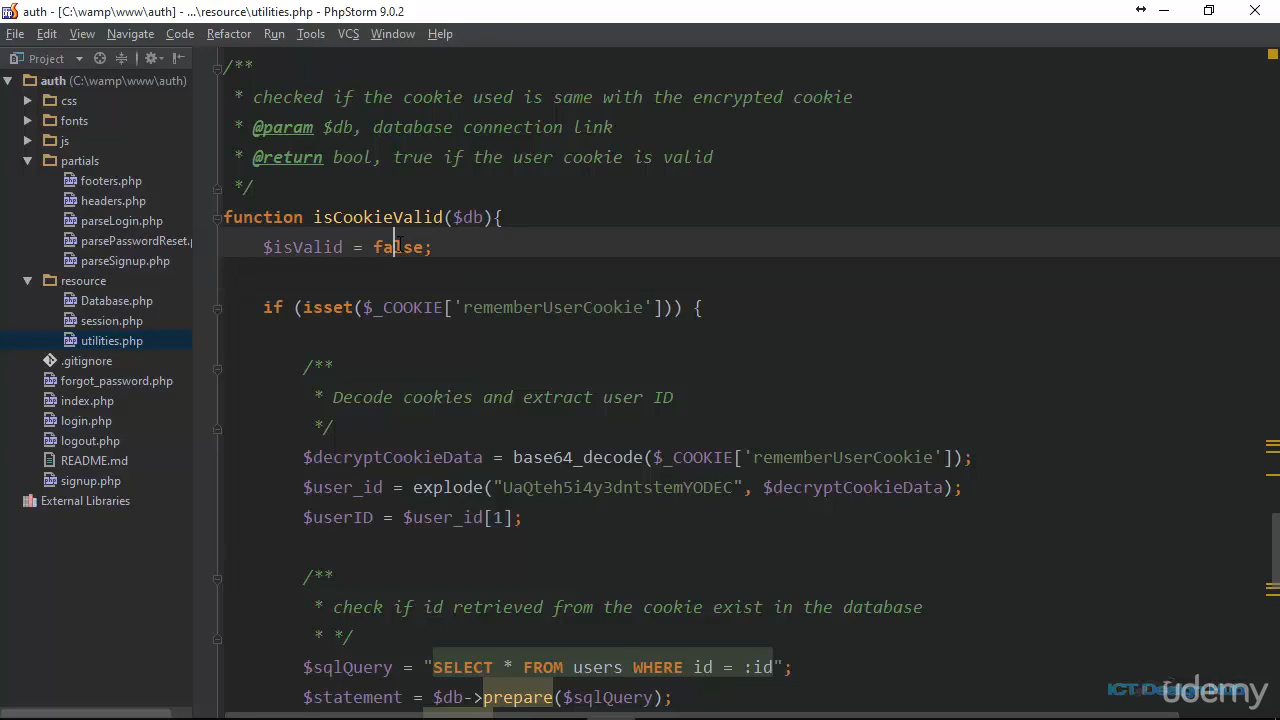 auth - [C:\wamp\www\auth] - ...\resource\utilities.php - PhpStorm 9.0.2
File Edit View Navigate Code Refactor Run Tools VCS Window Help
Project
auth (C:\wamp\www\auth)
css
fonts
js
partials
footers.php
headers.php
parseLogin.php
parsePasswordReset.
parseSignup.php
resource
Database.php
session.php
utilities.php
.gitignore
forgot_password.php
index.php
login.php
logout.php
README.md
signup.php
External Libraries
/**
* checked if the cookie used is same with the encrypted cookie
* @param $db, database connection link
* @return bool, true if the user cookie is valid
*/
function isCookieValid($db){
$isValid = false;
if (isset($_COOKIE['rememberUserCookie'])) {
/**
* Decode cookies and extract user ID
*/
$decryptCookieData = base64_decode($_COOKIE['rememberUserCookie']);
$user_id = explode("UaQteh5i4y3dntstemYODEC", $decryptCookieData);
$userID = $user_id[1];
/**
* check if id retrieved from the cookie exist in the database
* */
$sqlQuery = "SELECT * FROM users WHERE id = :id";
$statement = $db->prepare($sqlQuery);
ICT Design Hub
udemy